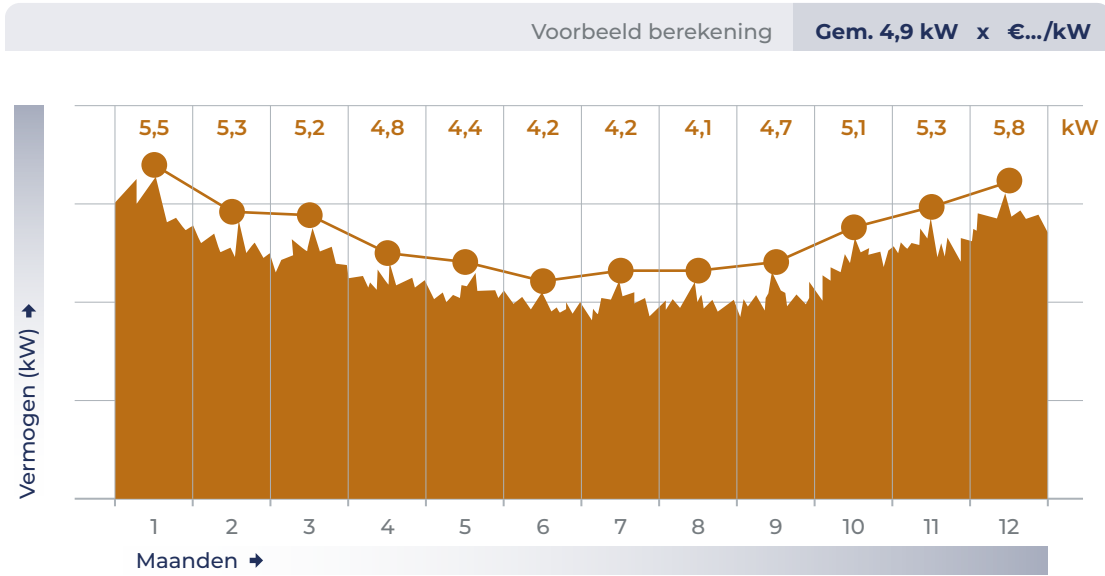 Voorbeeld berekening Gem. 4,9 kW x €.../kW
5,5 5,3 5,2 4,8 4,4 4,2 4,2 4,1 4,7 5,1 5,3 5,8 kW
Vermogen (kW) →
1 2 3 4 5 6 7 8 9 10 11 12
Maanden →